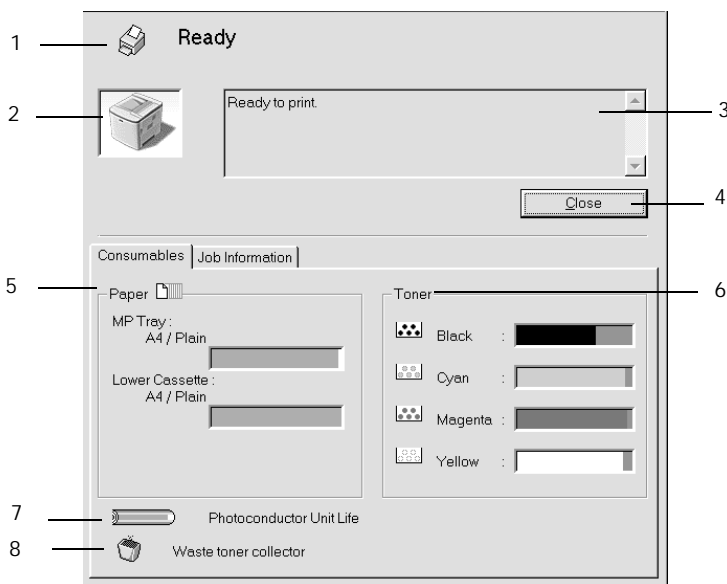 1 Ready
2 Ready to print. 3
Close 4
Consumables Job Information
5 Paper Toner 6
MP Tray :
A4 / Plain
Black :
Lower Cassette :
A4 / Plain
Cyan :
Magenta :
Yellow :
7 Photoconductor Unit Life
8 Waste toner collector